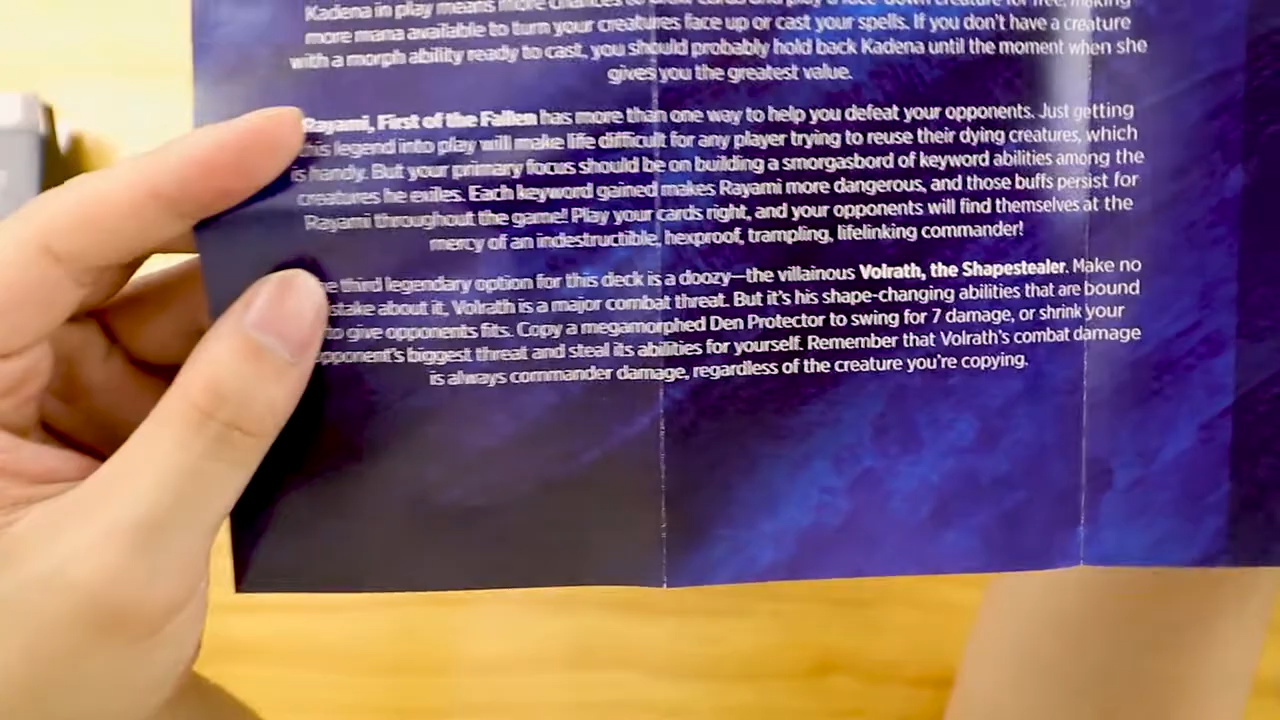 Kadena in play means more chances to
more mana available to turn your creatures face up or cast your spells. If you don't have a creature
with a morph ability ready to cast, you should probably hold back Kadena until the moment when she
gives you the greatest value.
Rayami, First of the Fallen has more than one way to help you defeat your opponents. Just getting
this legend into play will make life difficult for any player trying to reuse their dying creatures, which
is handy. But your primary focus should be on building a smorgasbord of keyword abilities among the
creatures he exiles. Each keyword gained makes Rayami more dangerous, and those buffs persist for
Rayami throughout the game! Play your cards right, and your opponents will find themselves at the
mercy of an indestructible, hexproof, trampling, lifelinking commander!
e third legendary option for this deck is a doozy—the villainous Volrath, the Shapestealer. Make no
stake about it, Volrath is a major combat threat. But it's his shape-changing abilities that are bound
to give opponents fits. Copy a megamorphed Den Protector to swing for 7 damage, or shrink your
opponent's biggest threat and steal its abilities for yourself. Remember that Volrath's combat damage
is always commander damage, regardless of the creature you're copying.